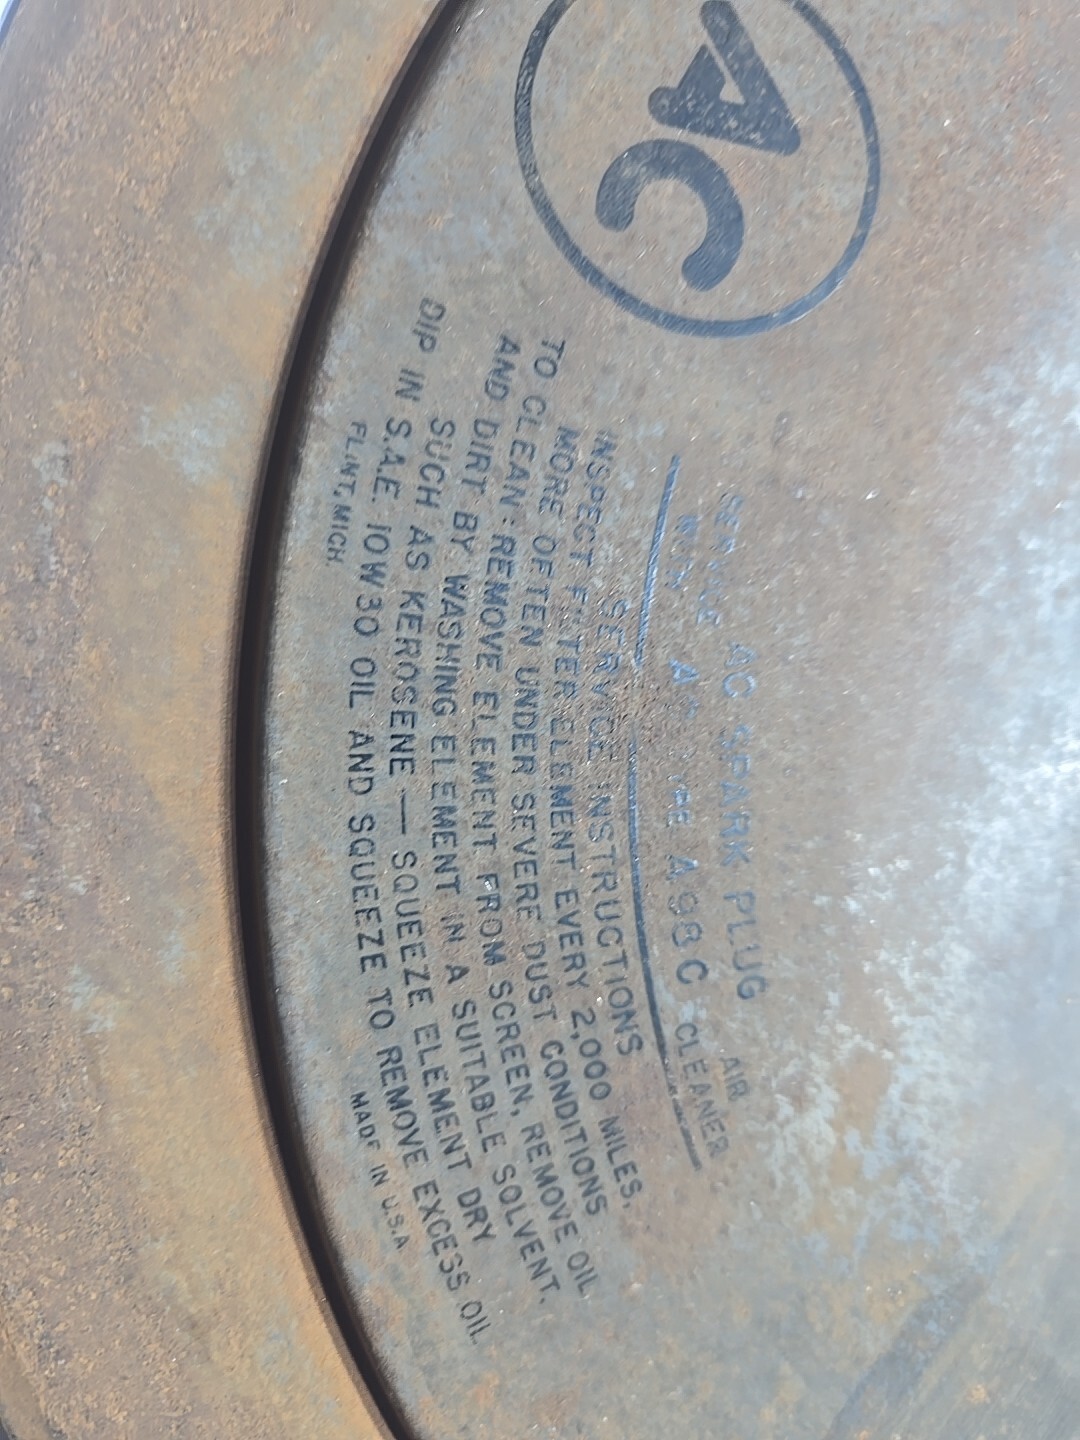 AC
AC SPARK PLUG
SERVICE AIR
WITH TYPE A98C CLEANER
SERVICE INSTRUCTIONS
INSPECT FILTER ELEMENT EVERY 2,000 MILES,
MORE OFTEN UNDER SEVERE DUST CONDITIONS
TO CLEAN: REMOVE ELEMENT FROM SCREEN, REMOVE OIL
AND DIRT BY WASHING ELEMENT IN A SUITABLE SOLVENT.
SUCH AS KEROSENE — SQUEEZE ELEMENT DRY
DIP IN S.A.E. 10W30 OIL AND SQUEEZE TO REMOVE EXCESS OIL.
FLINT, MICH. MADE IN U.S.A.